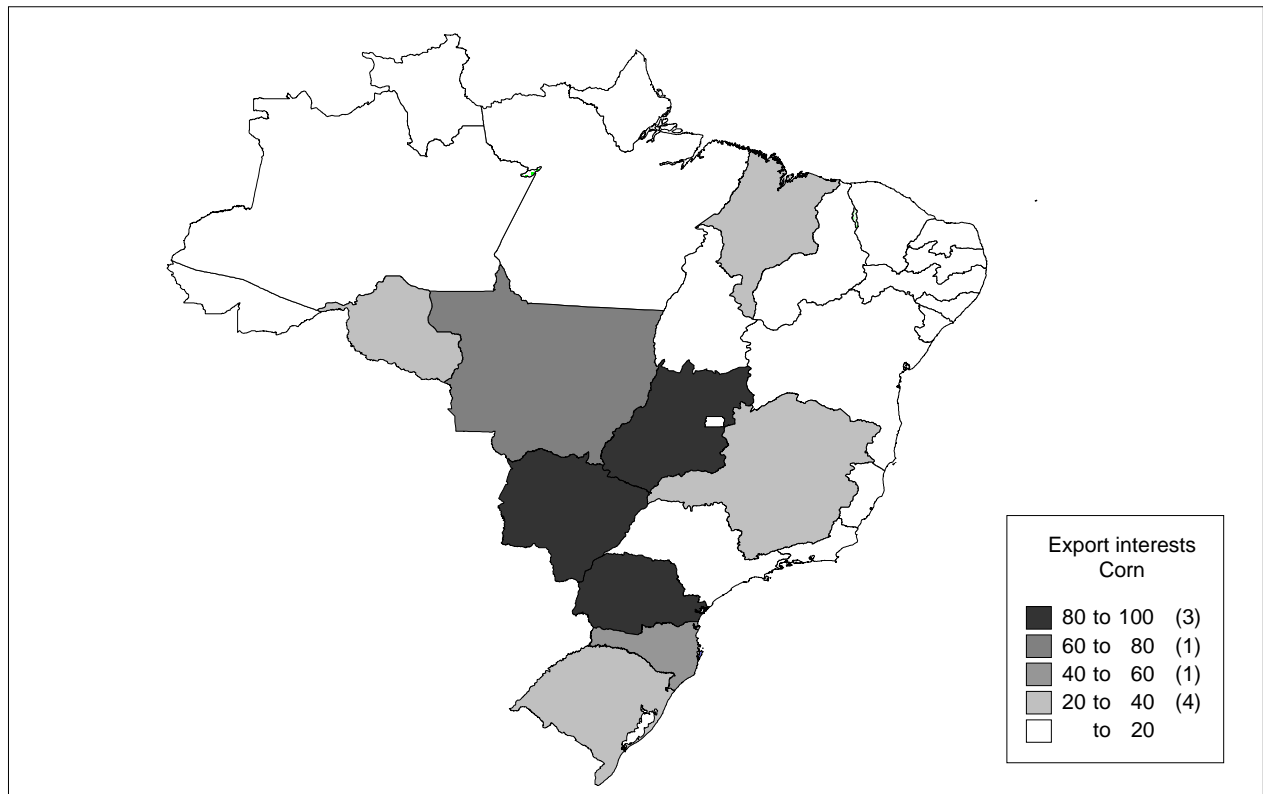 Export interests
Corn
80 to 100 (3)
60 to 80 (1)
40 to 60 (1)
20 to 40 (4)
to 20